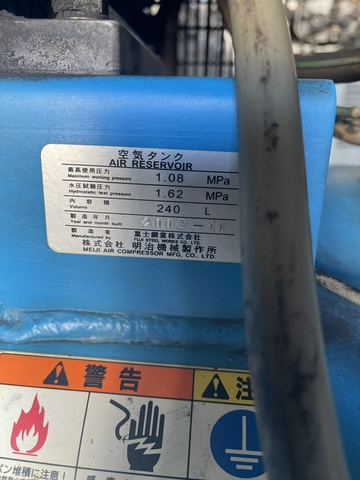 空気タンク
AIR RESERVOIR
最高使用圧力 1.08 MPa
Maximum working pressure
水圧試験圧力 1.62 MPa
Hydrostatic test pressure
内容積 240 L
Volume
製造年月
Year and month built
製造者 富士鋼業株式会社
Manufactured by FUJI STEEL WORKS CO., LTD.
株式会社 明治機械製作所
MEIJI AIR COMPRESSOR MFG. CO., LTD.
警告
注